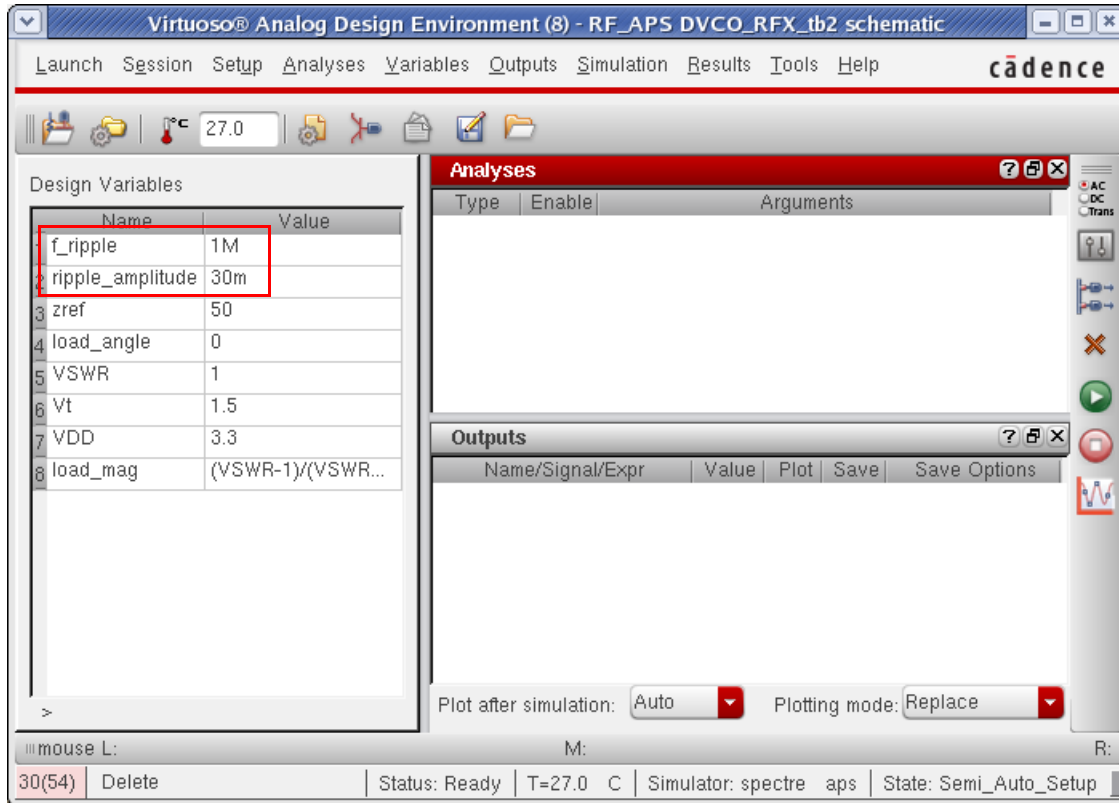 Virtuoso® Analog Design Environment (8) - RF_APS DVCO_RFX_tb2 schematic
Launch Session Setup Analyses Variables Outputs Simulation Results Tools Help cādence
°C 27.0
Design Variables
Name Value
1 f_ripple 1M
2 ripple_amplitude 30m
3 zref 50
4 load_angle 0
5 VSWR 1
6 Vt 1.5
7 VDD 3.3
8 load_mag (VSWR-1)/(VSWR...
>
Analyses
Type Enable Arguments
AC
DC
Trans
Outputs
Name/Signal/Expr Value Plot Save Save Options
Plot after simulation: Auto Plotting mode: Replace
mouse L: M: R:
30(54) Delete Status: Ready T=27.0 C Simulator: spectre aps State: Semi_Auto_Setup